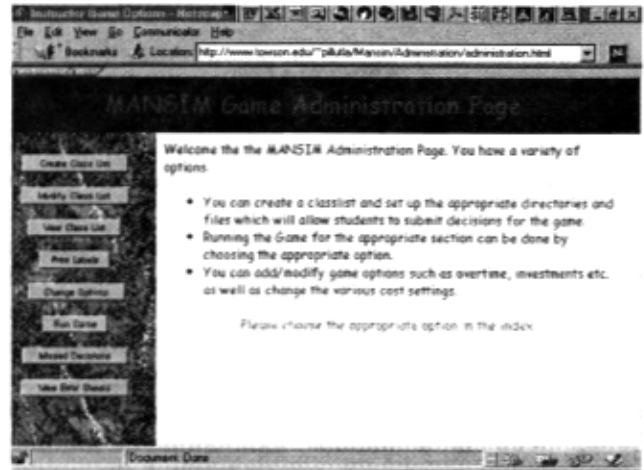 Instructor Game Options - Netscape
File Edit View Go Communicator Help
Bookmarks Location: http://www.towson.edu/~pillutla/Mansim/Adminstration/administration.html
MANSIM Game Administration Page
Create Class List
Modify Class List
View Class List
Print Labels
Change Options
Run Game
Missed Decisions
View Error Sheets
Welcome the the MANSIM Administration Page. You have a variety of
options
• You can create a classlist and set up the appropriate directories and
files which will allow students to submit decisions for the game.
• Running the Game for the appropriate section can be done by
choosing the appropriate option.
• You can add/modify game options such as overtime, investments etc.
as well as change the various cost settings.
Please choose the appropriate option in the index
Document Done